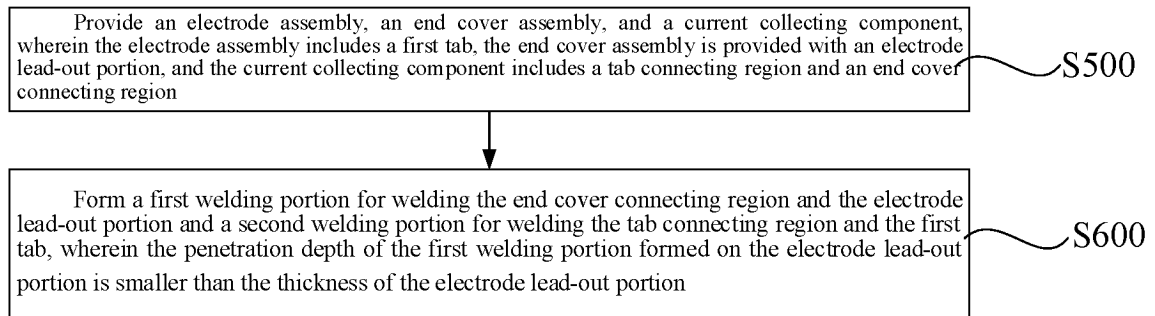 Provide an electrode assembly, an end cover assembly, and a current collecting component,
wherein the electrode assembly includes a first tab, the end cover assembly is provided with an electrode
lead-out portion, and the current collecting component includes a tab connecting region and an end cover
connecting region
S500
Form a first welding portion for welding the end cover connecting region and the electrode
lead-out portion and a second welding portion for welding the tab connecting region and the first
tab, wherein the penetration depth of the first welding portion formed on the electrode lead-out
portion is smaller than the thickness of the electrode lead-out portion
S600